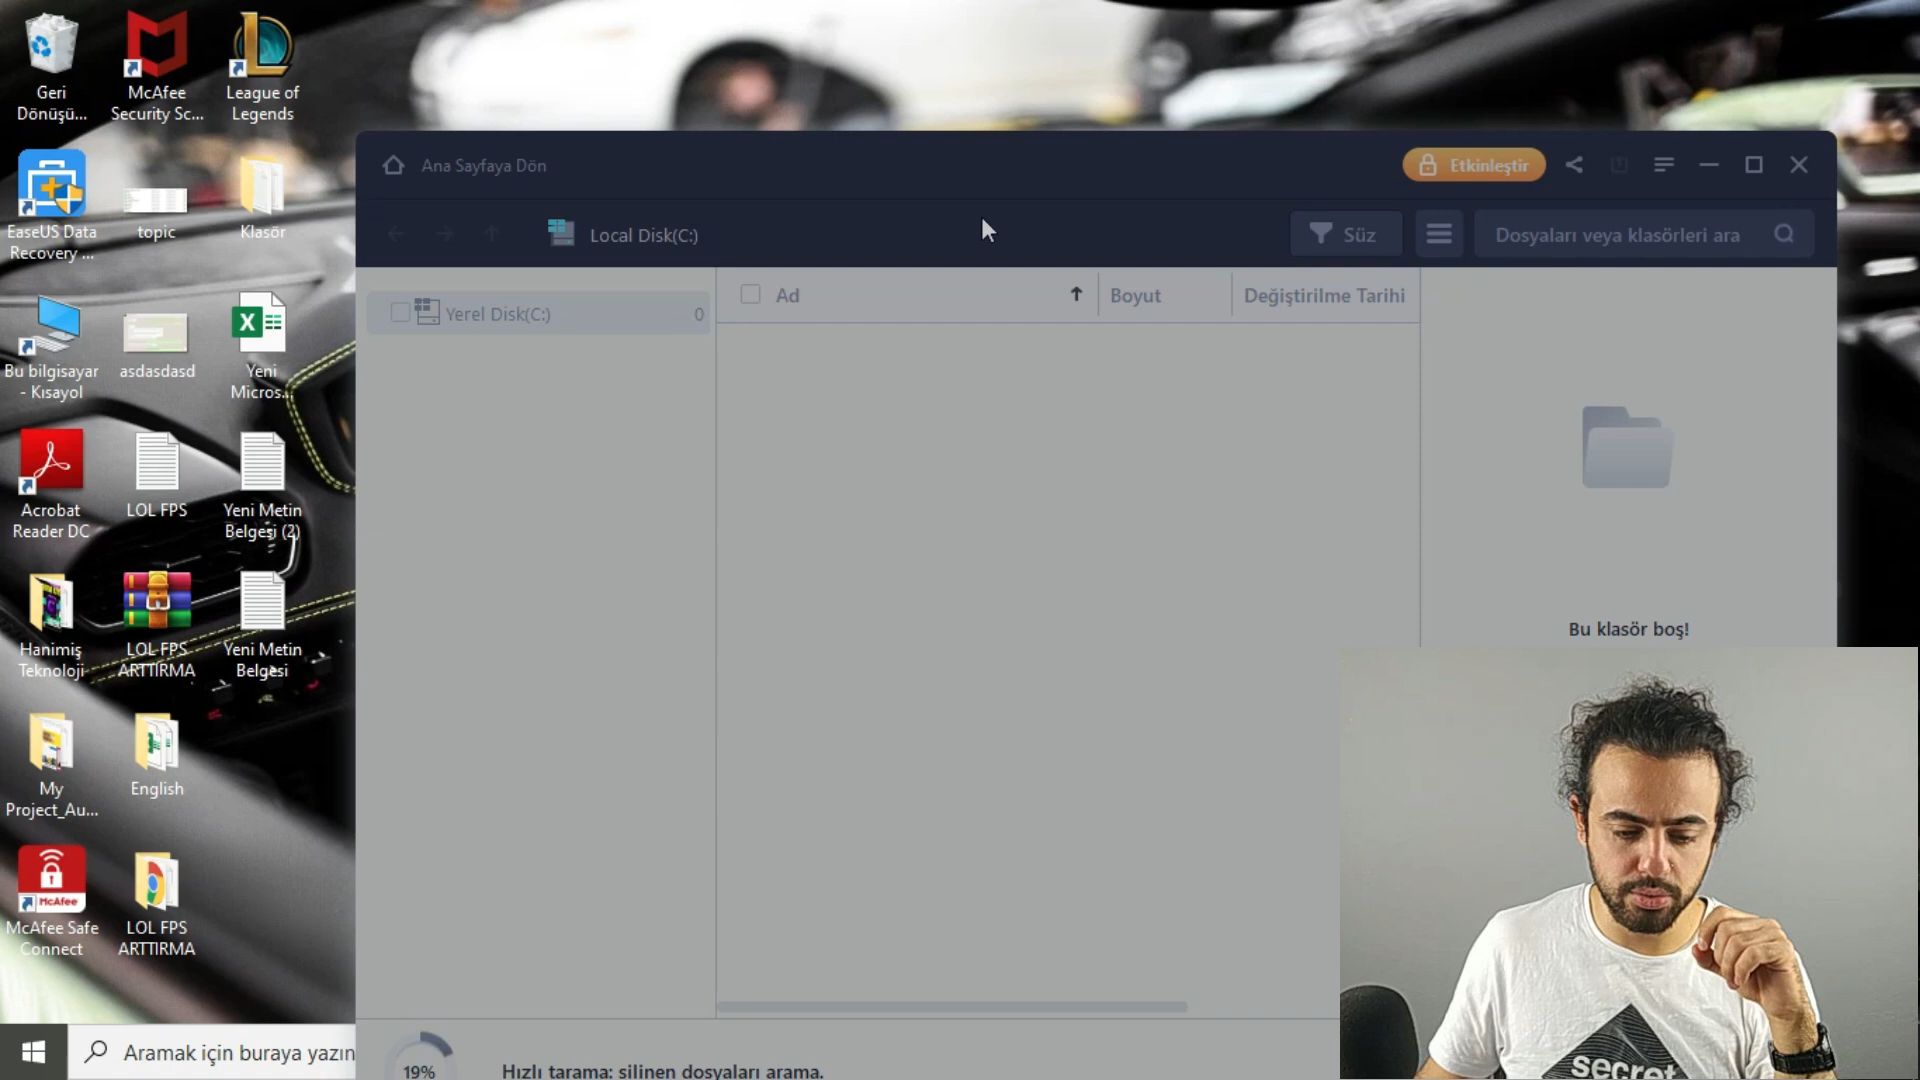 Geri
Dönüşü...
McAfee
Security Sc...
League of
Legends
EaseUS Data
Recovery ...
topic
Klasör
Bu bilgisayar
- Kısayol
asdasdasd
Yeni
Micros...
Acrobat
Reader DC
LOL FPS
Yeni Metin
Belgesi (2)
Hanimiş
Teknoloji
LOL FPS
ARTTIRMA
Yeni Metin
Belgesi
My
Project_Au...
English
McAfee
McAfee Safe
Connect
LOL FPS
ARTTIRMA
Aramak için buraya yazın
Ana Sayfaya Dön
Etkinleştir
Local Disk(C:)
Süz
Dosyaları veya klasörleri ara
Yerel Disk(C:) 0
Ad
Boyut
Değiştirilme Tarihi
Bu klasör boş!
19%
Hızlı tarama: silinen dosyaları arama.
secret